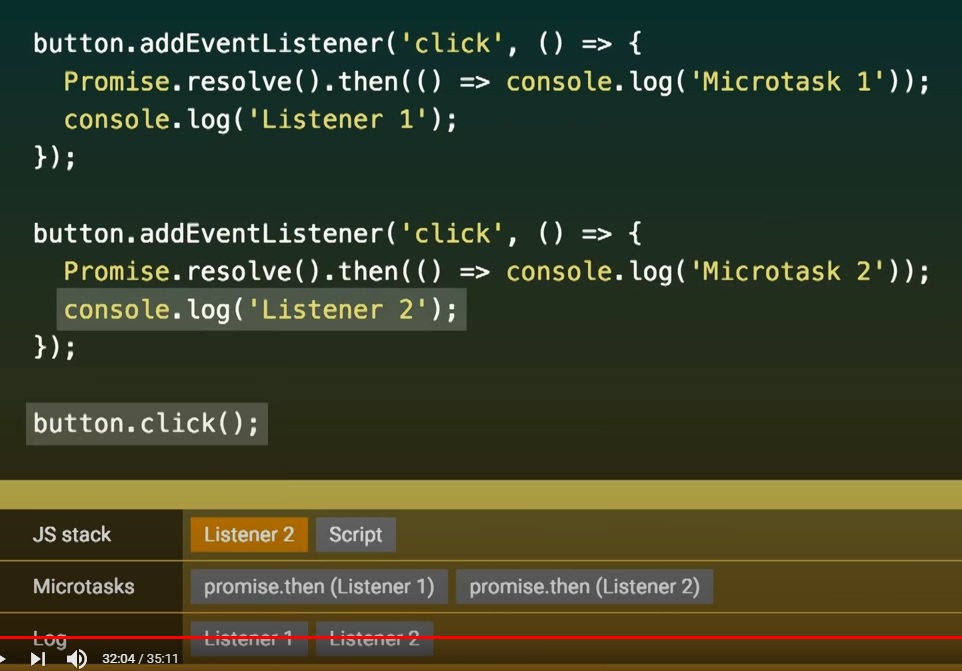 button.addEventListener('click', () => {
Promise.resolve().then(() => console.log('Microtask 1'));
console.log('Listener 1');
});
button.addEventListener('click', () => {
Promise.resolve().then(() => console.log('Microtask 2'));
console.log('Listener 2');
});
button.click();
JS stack Listener 2 Script
Microtasks promise.then (Listener 1) promise.then (Listener 2)
Log Listener 1 Listener 2
32:04 / 35:11